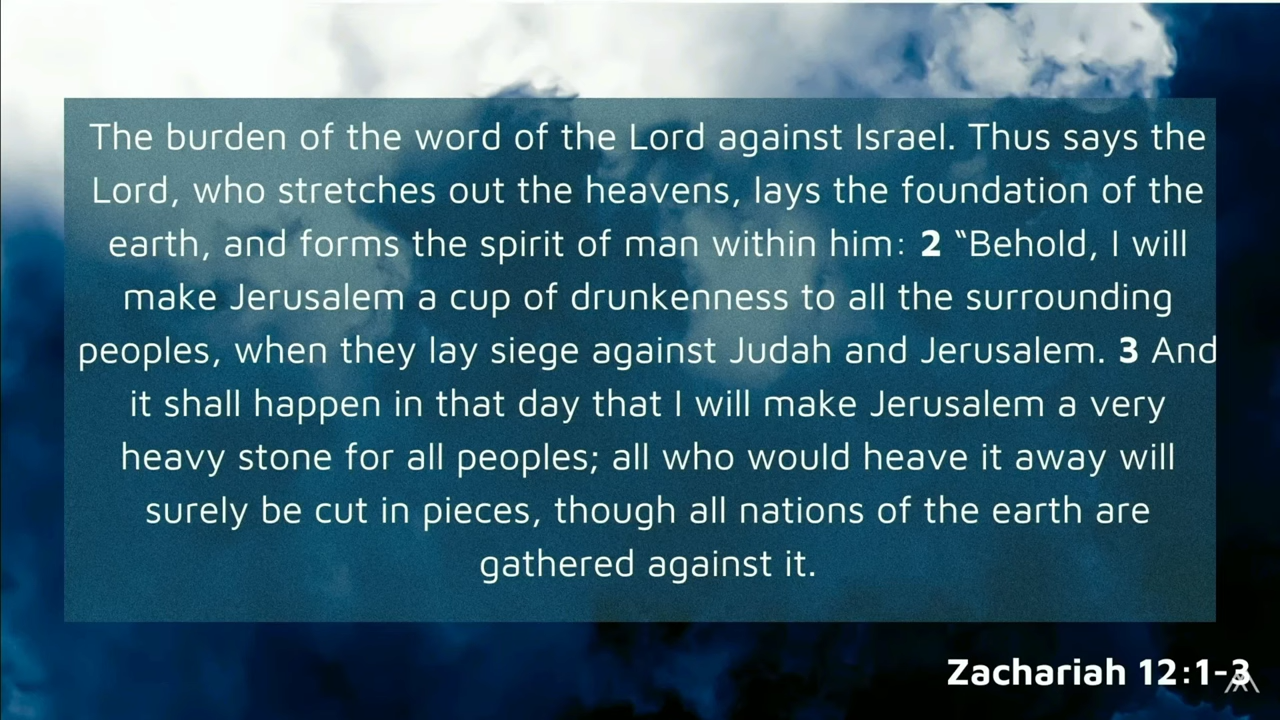 The burden of the word of the Lord against Israel. Thus says the
Lord, who stretches out the heavens, lays the foundation of the
earth, and forms the spirit of man within him: 2 “Behold, I will
make Jerusalem a cup of drunkenness to all the surrounding
peoples, when they lay siege against Judah and Jerusalem. 3 And
it shall happen in that day that I will make Jerusalem a very
heavy stone for all peoples; all who would heave it away will
surely be cut in pieces, though all nations of the earth are
gathered against it.
Zachariah 12:1-3